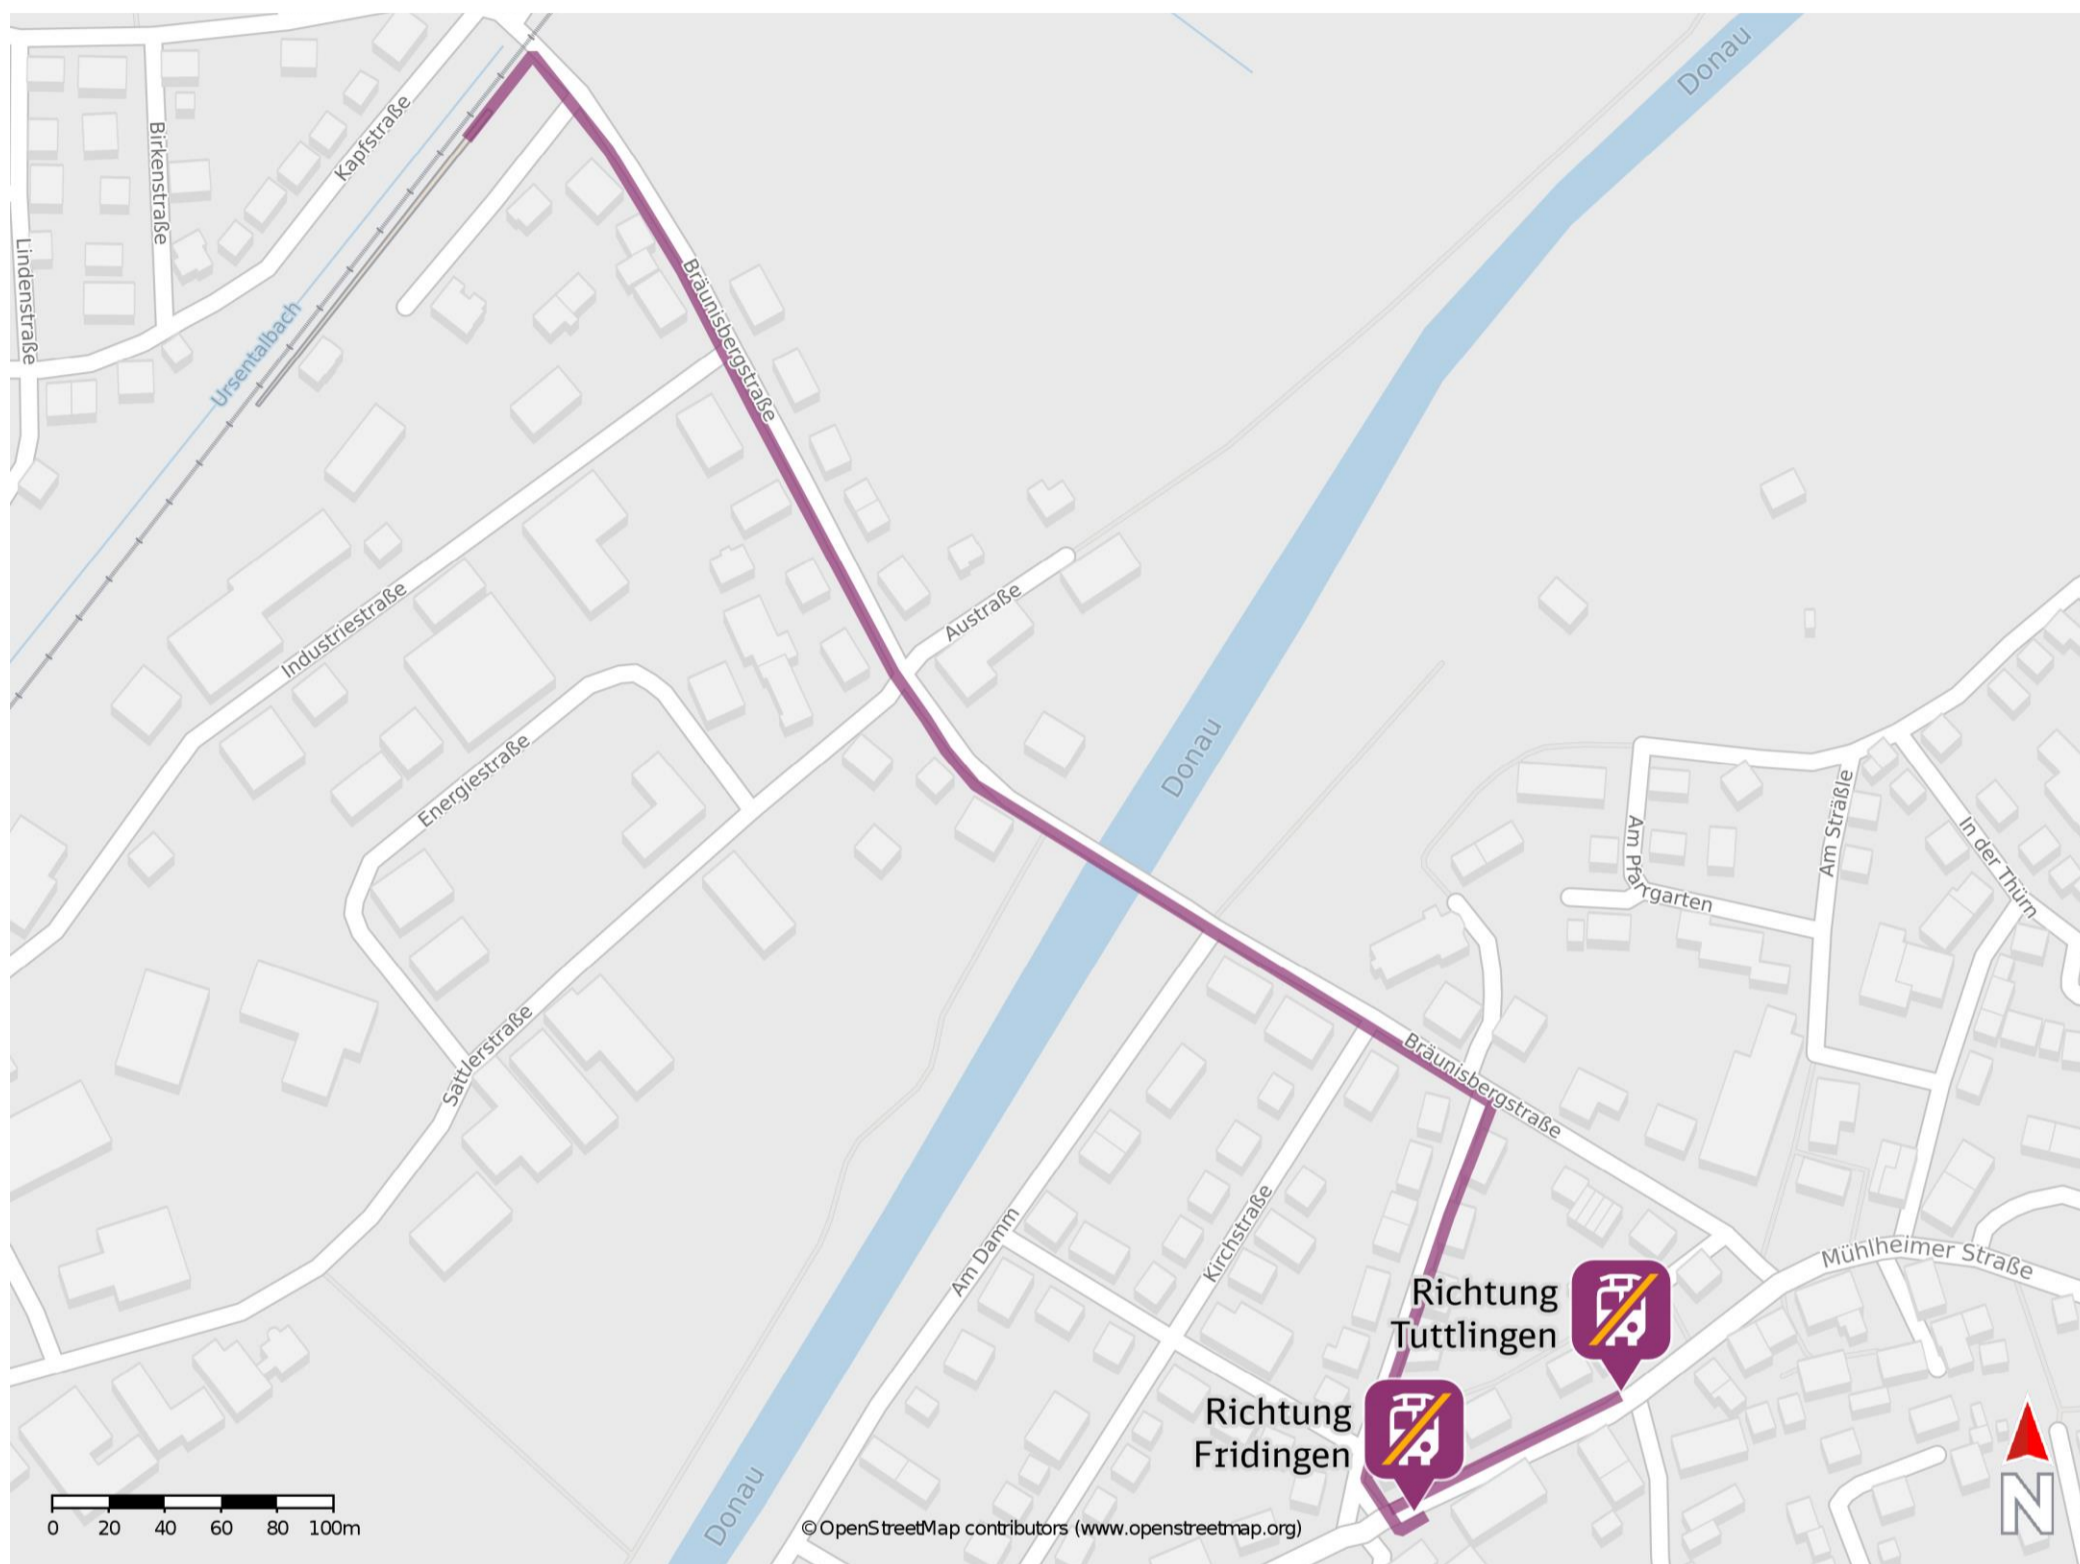 Donau
Kapfstraße
Birkenstraße
Lindenstraße
Ursentalbach
Bräunisbergstraße
Austraße
Industriestraße
Donau
Energiestraße
Am Sträßle
Am Pfarrgarten
In der Thürn
Sattlerstraße
Bräunisbergstraße
Am Damm
Kirchstraße
Mühlheimer Straße
Richtung
Tuttlingen
Richtung
Fridingen
Donau
N
0 20 40 60 80 100m
© OpenStreetMap contributors (www.openstreetmap.org)